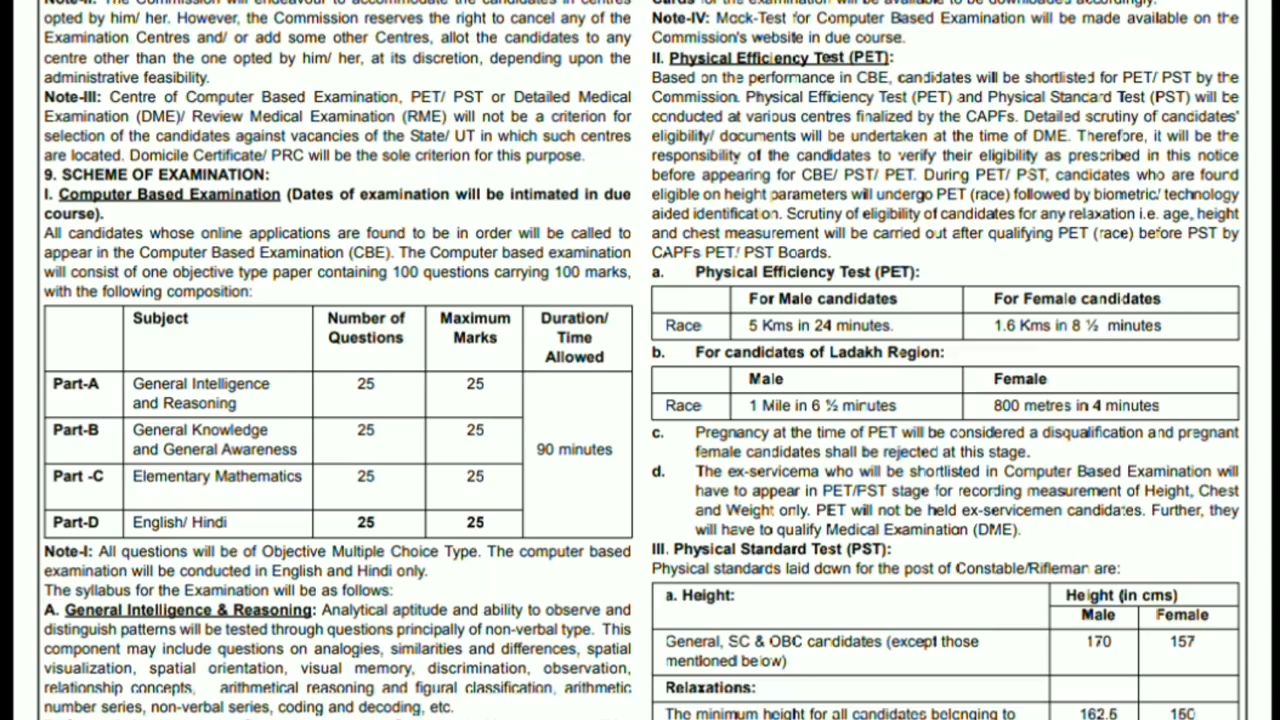 Note-II: The Commission will endeavour to accommodate the candidates in centres
opted by him/ her. However, the Commission reserves the right to cancel any of the
Examination Centres and/ or add some other Centres, allot the candidates to any
centre other than the one opted by him/ her, at its discretion, depending upon the
administrative feasibility.
Note-III: Centre of Computer Based Examination, PET/ PST or Detailed Medical
Examination (DME)/ Review Medical Examination (RME) will not be a criterion for
selection of the candidates against vacancies of the State/ UT in which such centres
are located. Domicile Certificate/ PRC will be the sole criterion for this purpose.
9. SCHEME OF EXAMINATION:
I. Computer Based Examination (Dates of examination will be intimated in due
course).
All candidates whose online applications are found to be in order will be called to
appear in the Computer Based Examination (CBE). The Computer based examination
will consist of one objective type paper containing 100 questions carrying 100 marks,
with the following composition:
Subject Number of Questions Maximum Marks Duration/ Time Allowed
Part-A General Intelligence and Reasoning 25 25
Part-B General Knowledge and General Awareness 25 25 90 minutes
Part -C Elementary Mathematics 25 25
Part-D English/ Hindi 25 25
Note-I: All questions will be of Objective Multiple Choice Type. The computer based
examination will be conducted in English and Hindi only.
The syllabus for the Examination will be as follows:
A. General Intelligence & Reasoning: Analytical aptitude and ability to observe and
distinguish patterns will be tested through questions principally of non-verbal type. This
component may include questions on analogies, similarities and differences, spatial
visualization, spatial orientation, visual memory, discrimination, observation,
relationship concepts, arithmetical reasoning and figural classification, arithmetic
number series, non-verbal series, coding and decoding, etc.
Cards for the examination will be available to be downloaded accordingly.
Note-IV: Mock-Test for Computer Based Examination will be made available on the
Commission's website in due course.
II. Physical Efficiency Test (PET):
Based on the performance in CBE, candidates will be shortlisted for PET/ PST by the
Commission. Physical Efficiency Test (PET) and Physical Standard Test (PST) will be
conducted at various centres finalized by the CAPFs. Detailed scrutiny of candidates'
eligibility/ documents will be undertaken at the time of DME. Therefore, it will be the
responsibility of the candidates to verify their eligibility as prescribed in this notice
before appearing for CBE/ PST/ PET. During PET/ PST, candidates who are found
eligible on height parameters will undergo PET (race) followed by biometric/ technology
aided identification. Scrutiny of eligibility of candidates for any relaxation i.e. age, height
and chest measurement will be carried out after qualifying PET (race) before PST by
CAPFs PET/ PST Boards.
a. Physical Efficiency Test (PET):
For Male candidates For Female candidates
Race 5 Kms in 24 minutes. 1.6 Kms in 8 ½ minutes
b. For candidates of Ladakh Region:
Male Female
Race 1 Mile in 6 ½ minutes 800 metres in 4 minutes
c. Pregnancy at the time of PET will be considered a disqualification and pregnant
female candidates shall be rejected at this stage.
d. The ex-servicema who will be shortlisted in Computer Based Examination will
have to appear in PET/PST stage for recording measurement of Height, Chest
and Weight only. PET will not be held ex-servicemen candidates. Further, they
will have to qualify Medical Examination (DME).
III. Physical Standard Test (PST):
Physical standards laid down for the post of Constable/Rifleman are:
a. Height: Height (in cms)
Male Female
General, SC & OBC candidates (except those mentioned below) 170 157
Relaxations:
The minimum height for all candidates belonging to 162.5 150